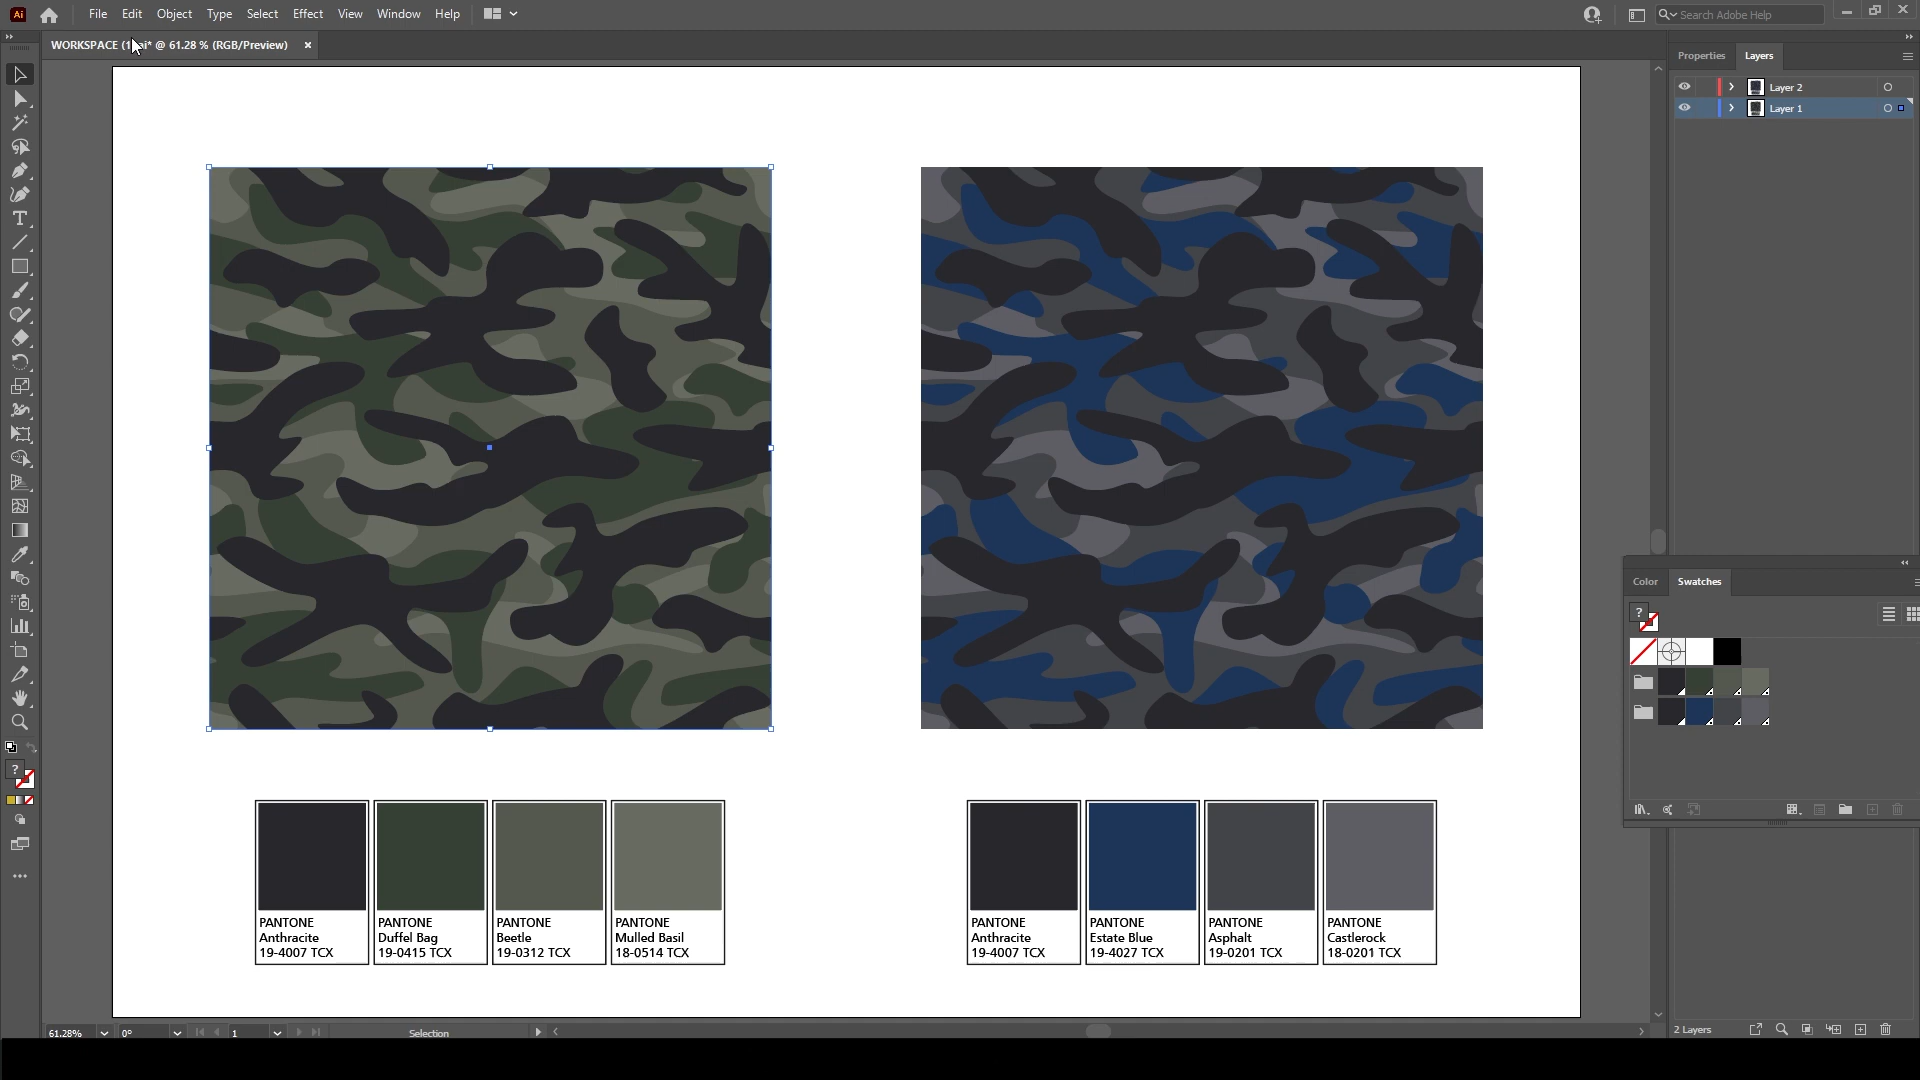 Ai File Edit Object Type Select Effect View Window Help
Search Adobe Help
WORKSPACE (1).ai* @ 61.28 % (RGB/Preview) ×
Properties Layers
Layer 2
Layer 1
Color Swatches
?
PANTONE
Anthracite
19-4007 TCX
PANTONE
Duffel Bag
19-0415 TCX
PANTONE
Beetle
19-0312 TCX
PANTONE
Mulled Basil
18-0514 TCX
PANTONE
Anthracite
19-4007 TCX
PANTONE
Estate Blue
19-4027 TCX
PANTONE
Asphalt
19-0201 TCX
PANTONE
Castlerock
18-0201 TCX
?
61.28% 0° 1 Selection
2 Layers